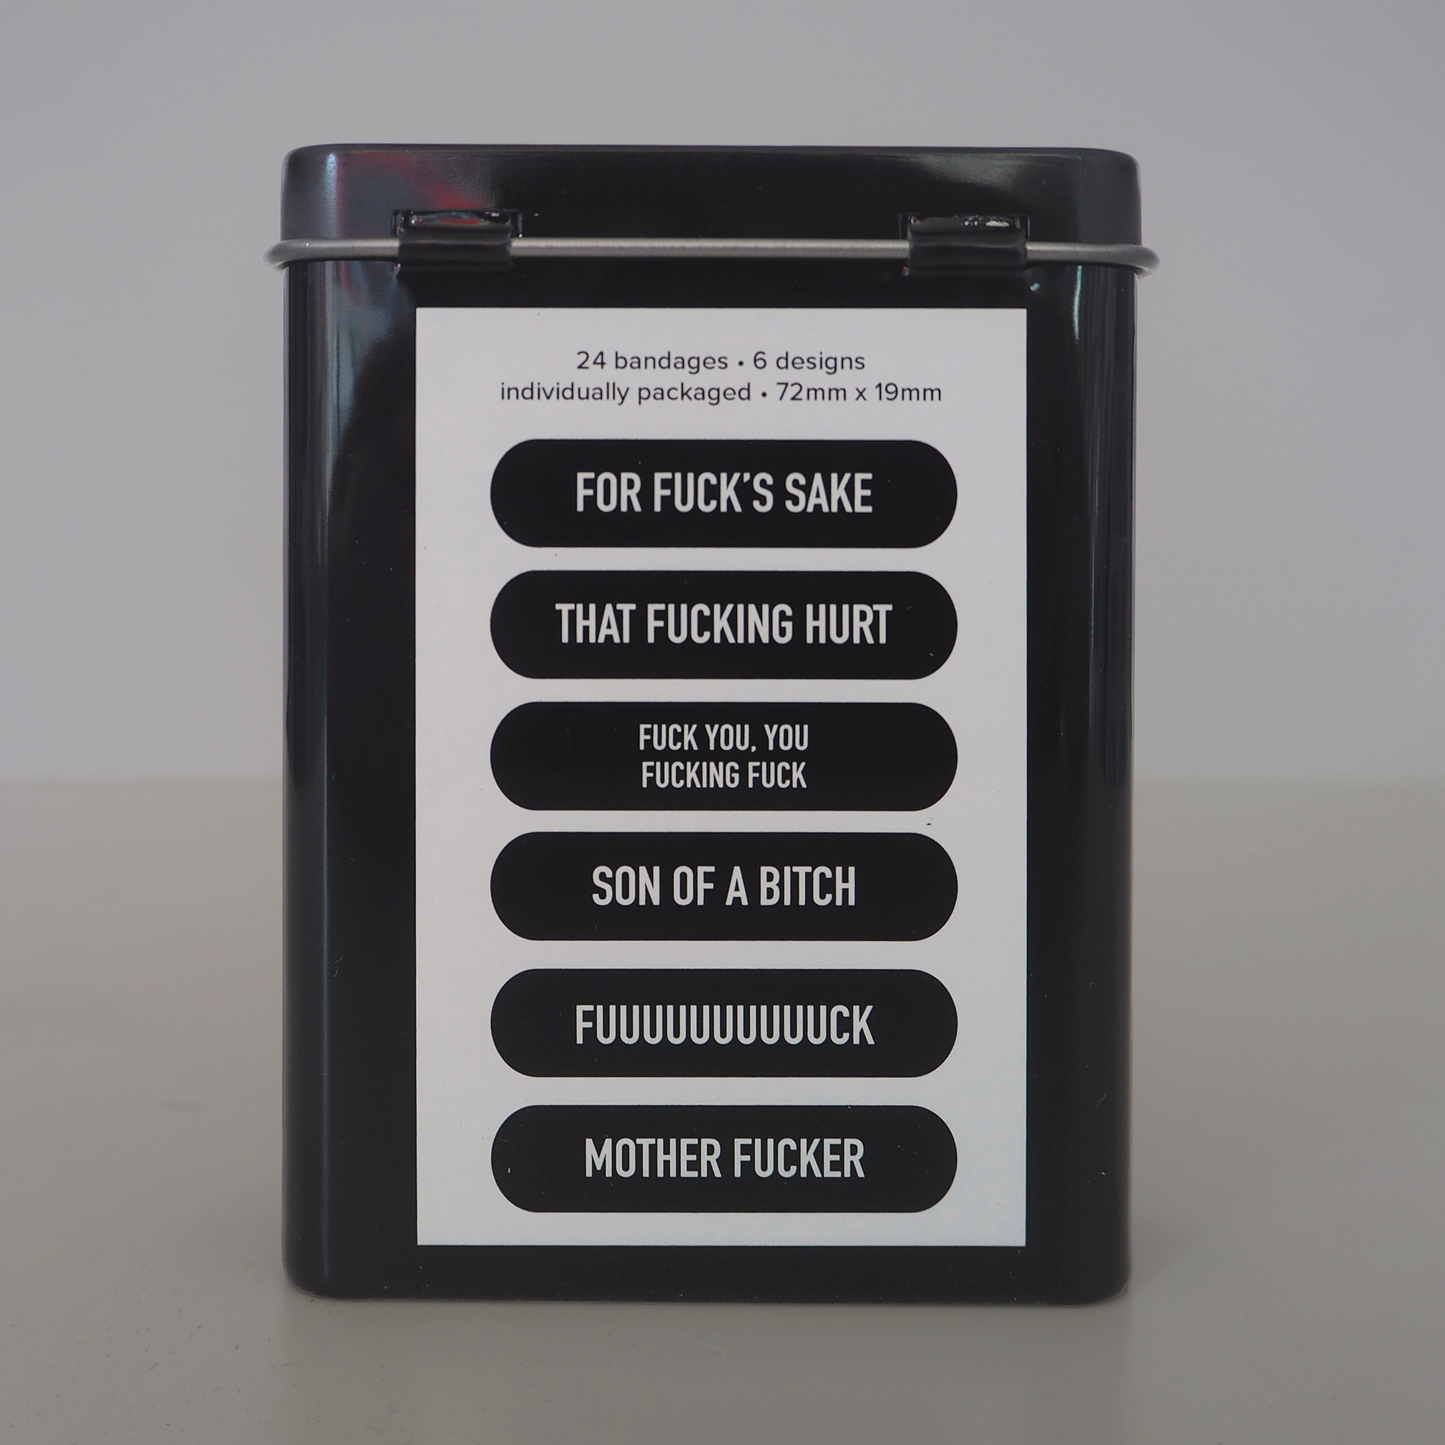 24 bandages • 6 designs
individually packaged • 72mm x 19mm
FOR FUCK'S SAKE
THAT FUCKING HURT
FUCK YOU, YOU
FUCKING FUCK
SON OF A BITCH
FUUUUUUUUUUUCK
MOTHER FUCKER